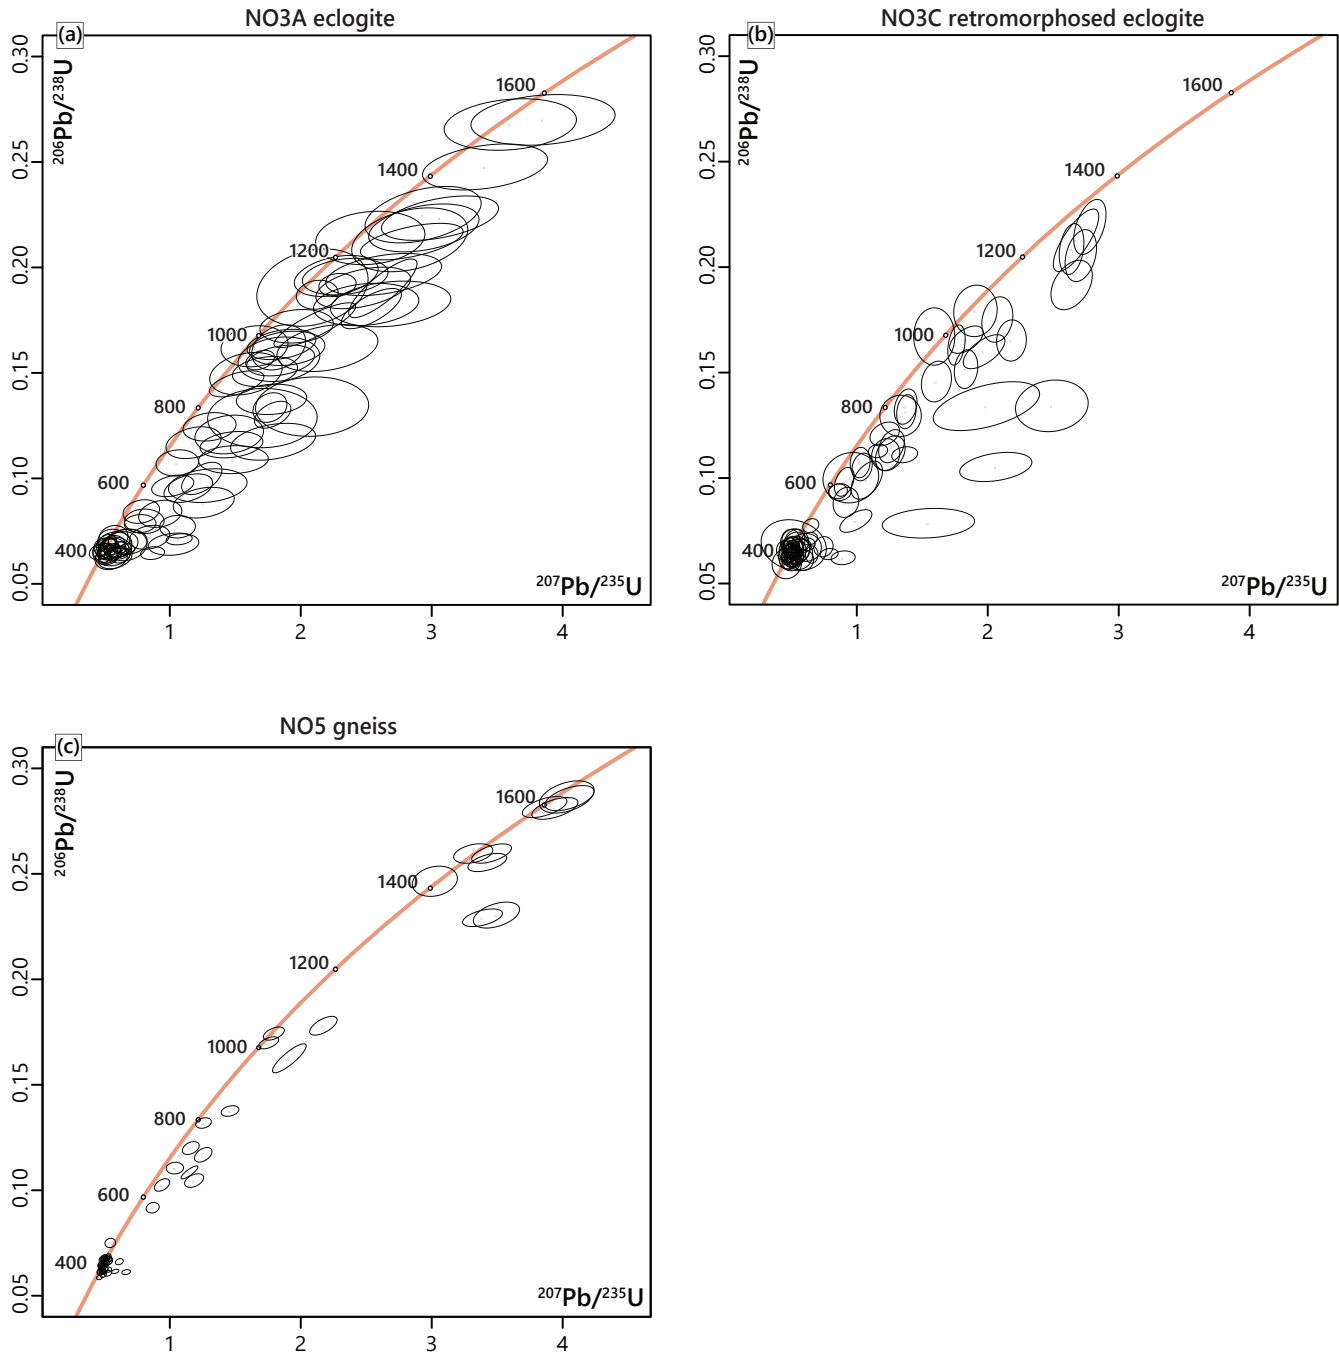 NO3A eclogite
(a)
²⁰⁶Pb/²³⁸U
0.30
0.25
0.20
0.15
0.10
0.05
1600
1400
1200
1000
800
600
400
²⁰⁷Pb/²³⁵U
1 2 3 4
NO3C retromorphosed eclogite
(b)
²⁰⁶Pb/²³⁸U
0.30
0.25
0.20
0.15
0.10
0.05
1600
1400
1200
1000
800
600
400
²⁰⁷Pb/²³⁵U
1 2 3 4
NO5 gneiss
(c)
²⁰⁶Pb/²³⁸U
0.30
0.25
0.20
0.15
0.10
0.05
1600
1400
1200
1000
800
600
400
²⁰⁷Pb/²³⁵U
1 2 3 4